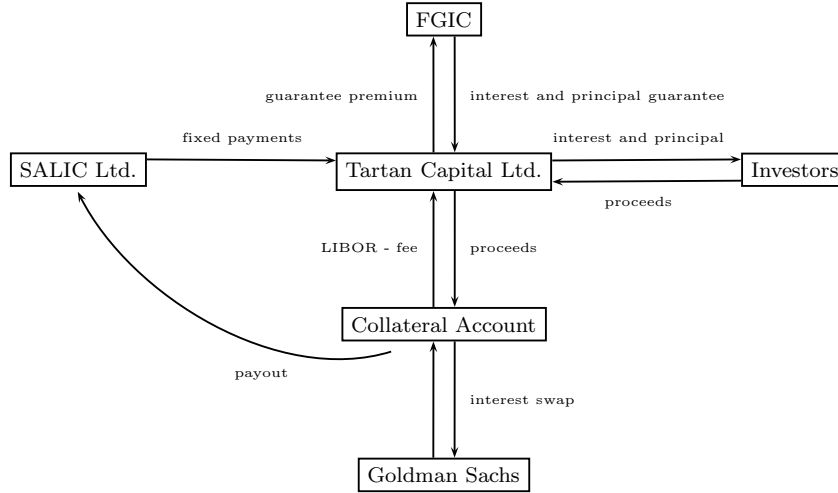 FGIC
guarantee premium
interest and principal guarantee
fixed payments
interest and principal
SALIC Ltd.
Tartan Capital Ltd.
Investors
proceeds
LIBOR - fee
proceeds
Collateral Account
payout
interest swap
Goldman Sachs